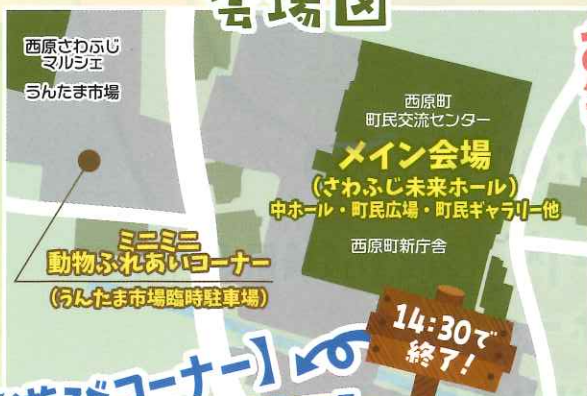 会場図
西原さわふじ
マルシェ
うんたま市場
西原町
町民交流センター
メイン会場
(さわふじ未来ホール)
中ホール・町民広場・町民ギャラリー他
西原町新庁舎
ミニミニ
動物ふれあいコーナー
(うんたま市場臨時駐車場)
14:30で
終了!
コーナー】